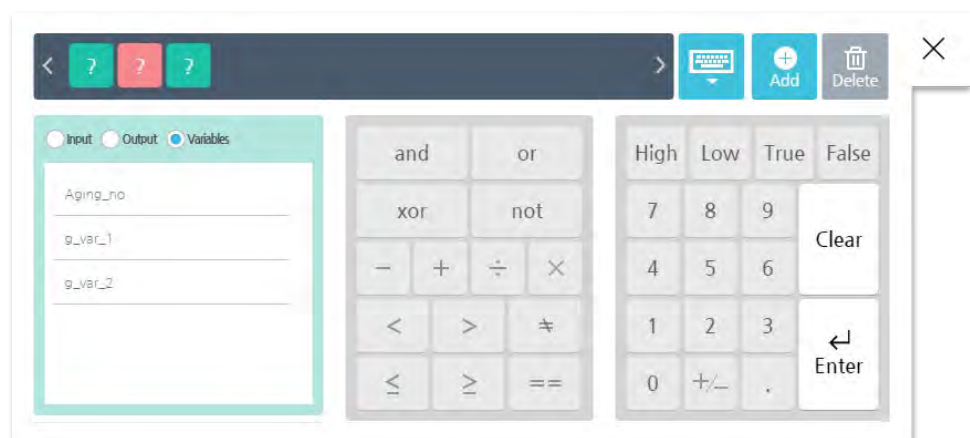 < ? ? ? >
Add Delete
Input Output Variables
Aging_no
g_var_1
g_var_2
and or
xor not
− + ÷ ×
< > ≠
≤ ≥ ==
High Low True False
7 8 9 Clear
4 5 6
1 2 3 Enter
0 +/− .